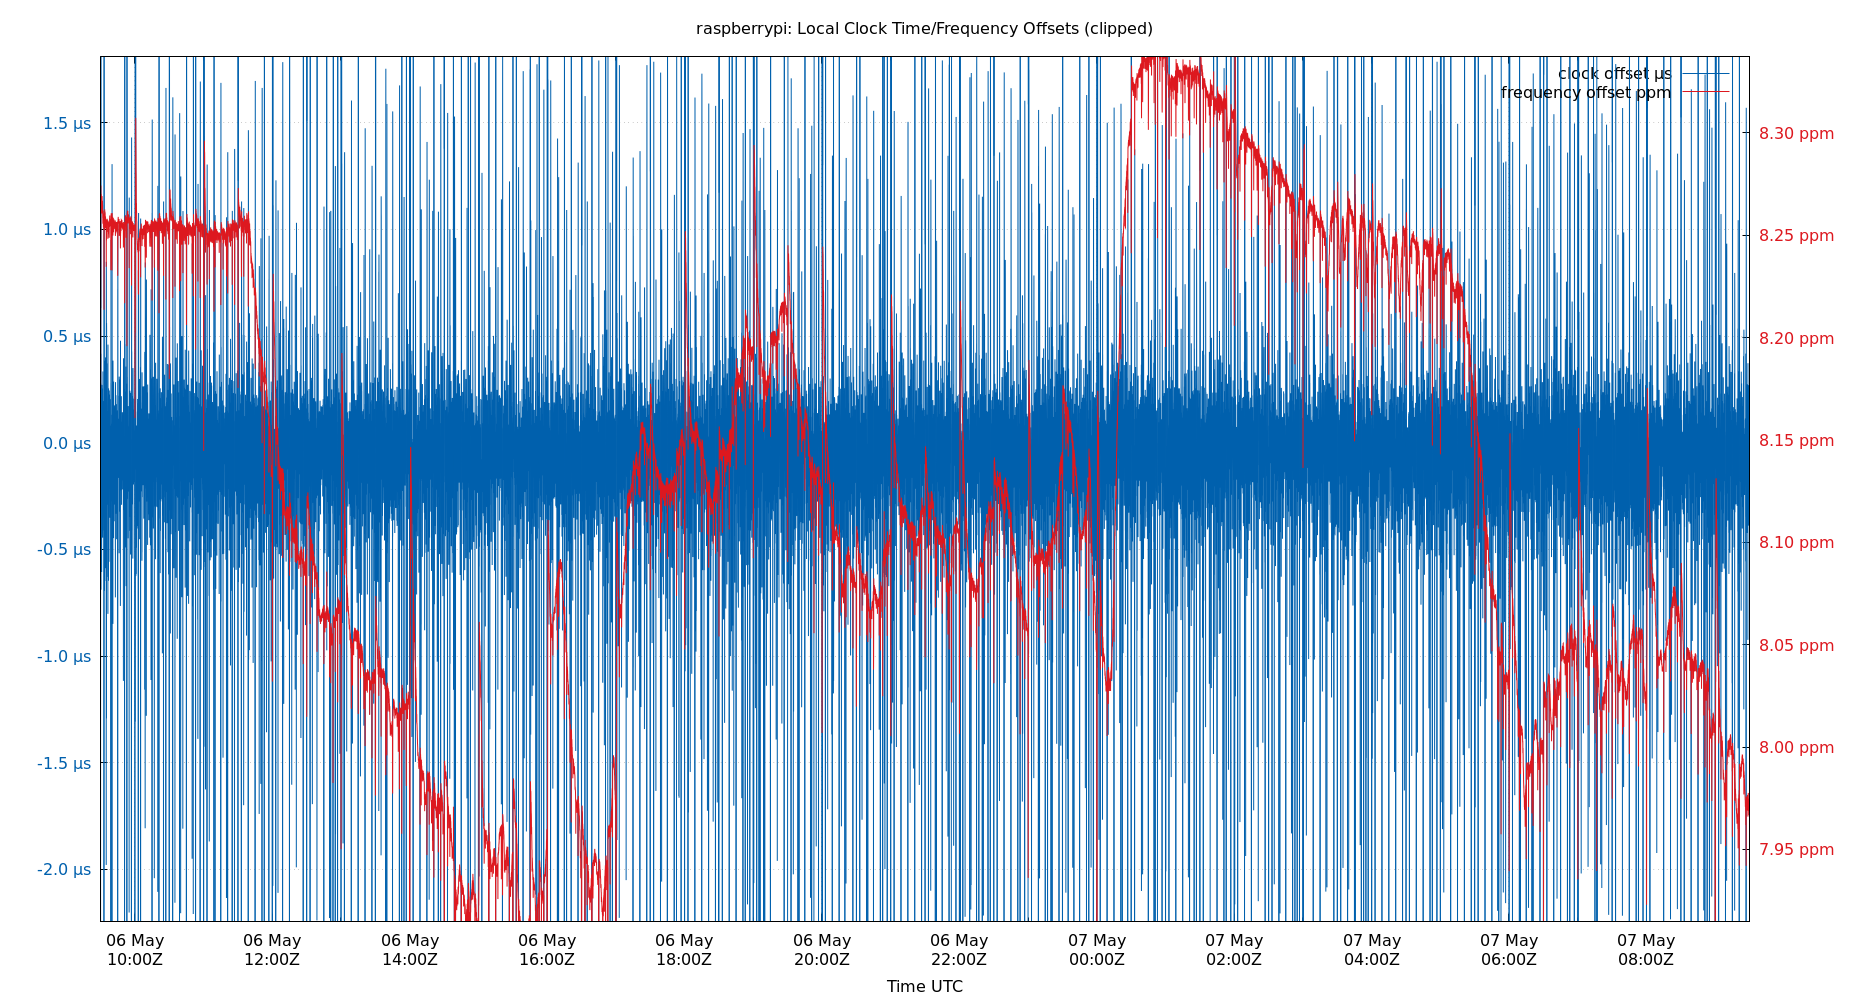 raspberrypi: Local Clock Time/Frequency Offsets (clipped)
clock offset µs
frequency offset ppm
1.5 µs
1.0 µs
0.5 µs
0.0 µs
-0.5 µs
-1.0 µs
-1.5 µs
-2.0 µs
8.30 ppm
8.25 ppm
8.20 ppm
8.15 ppm
8.10 ppm
8.05 ppm
8.00 ppm
7.95 ppm
06 May 06 May 06 May 06 May 06 May 06 May 06 May 07 May 07 May 07 May 07 May 07 May
10:00Z 12:00Z 14:00Z 16:00Z 18:00Z 20:00Z 22:00Z 00:00Z 02:00Z 04:00Z 06:00Z 08:00Z
Time UTC